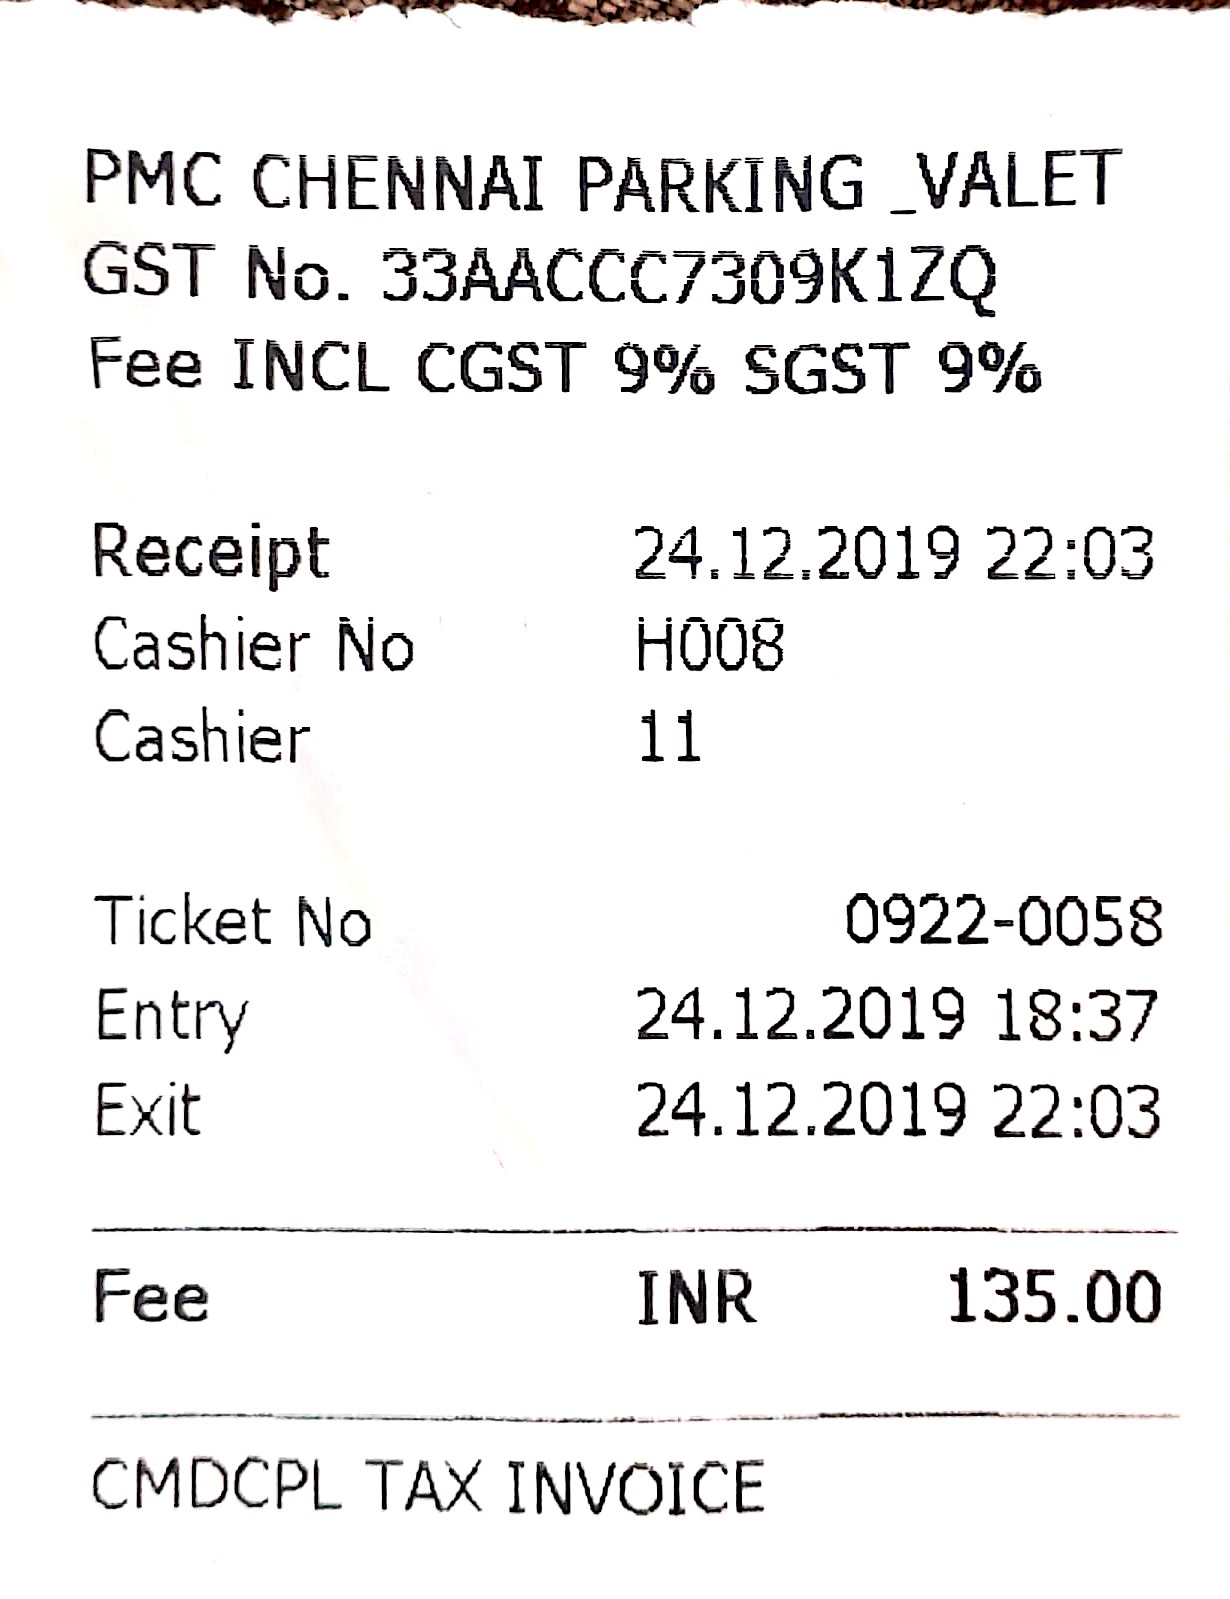 PMC CHENNAI PARKING _VALET
GST No. 33AACCC7309K1ZQ
Fee INCL CGST 9% SGST 9%
Receipt 24.12.2019 22:03
Cashier No H008
Cashier 11
Ticket No 0922-0058
Entry 24.12.2019 18:37
Exit 24.12.2019 22:03
Fee INR 135.00
CMDCPL TAX INVOICE